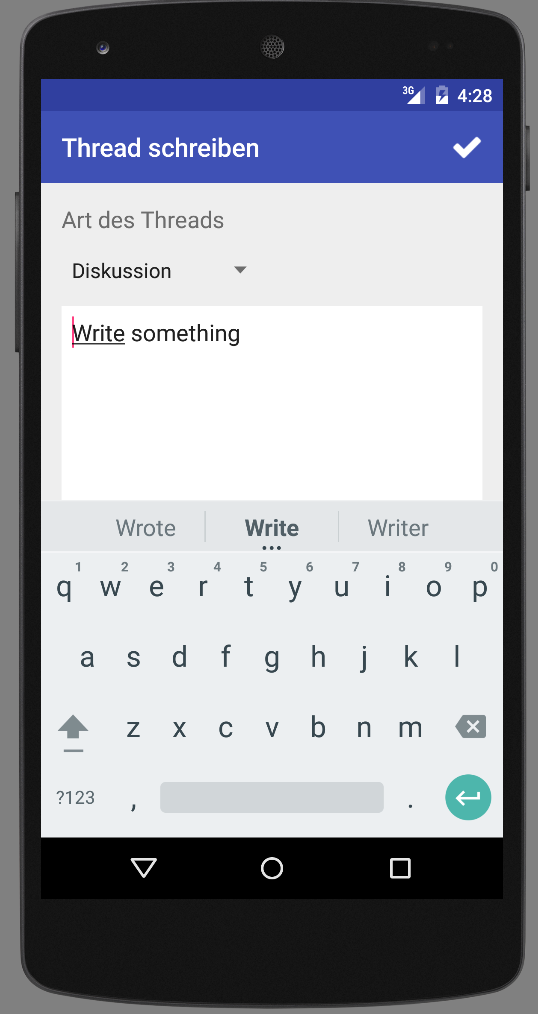 3G 4:28
Thread schreiben
Art des Threads
Diskussion
Write something
Wrote Write Writer
1 2 3 4 5 6 7 8 9 0
q w e r t y u i o p
a s d f g h j k l
z x c v b n m
?123 , .